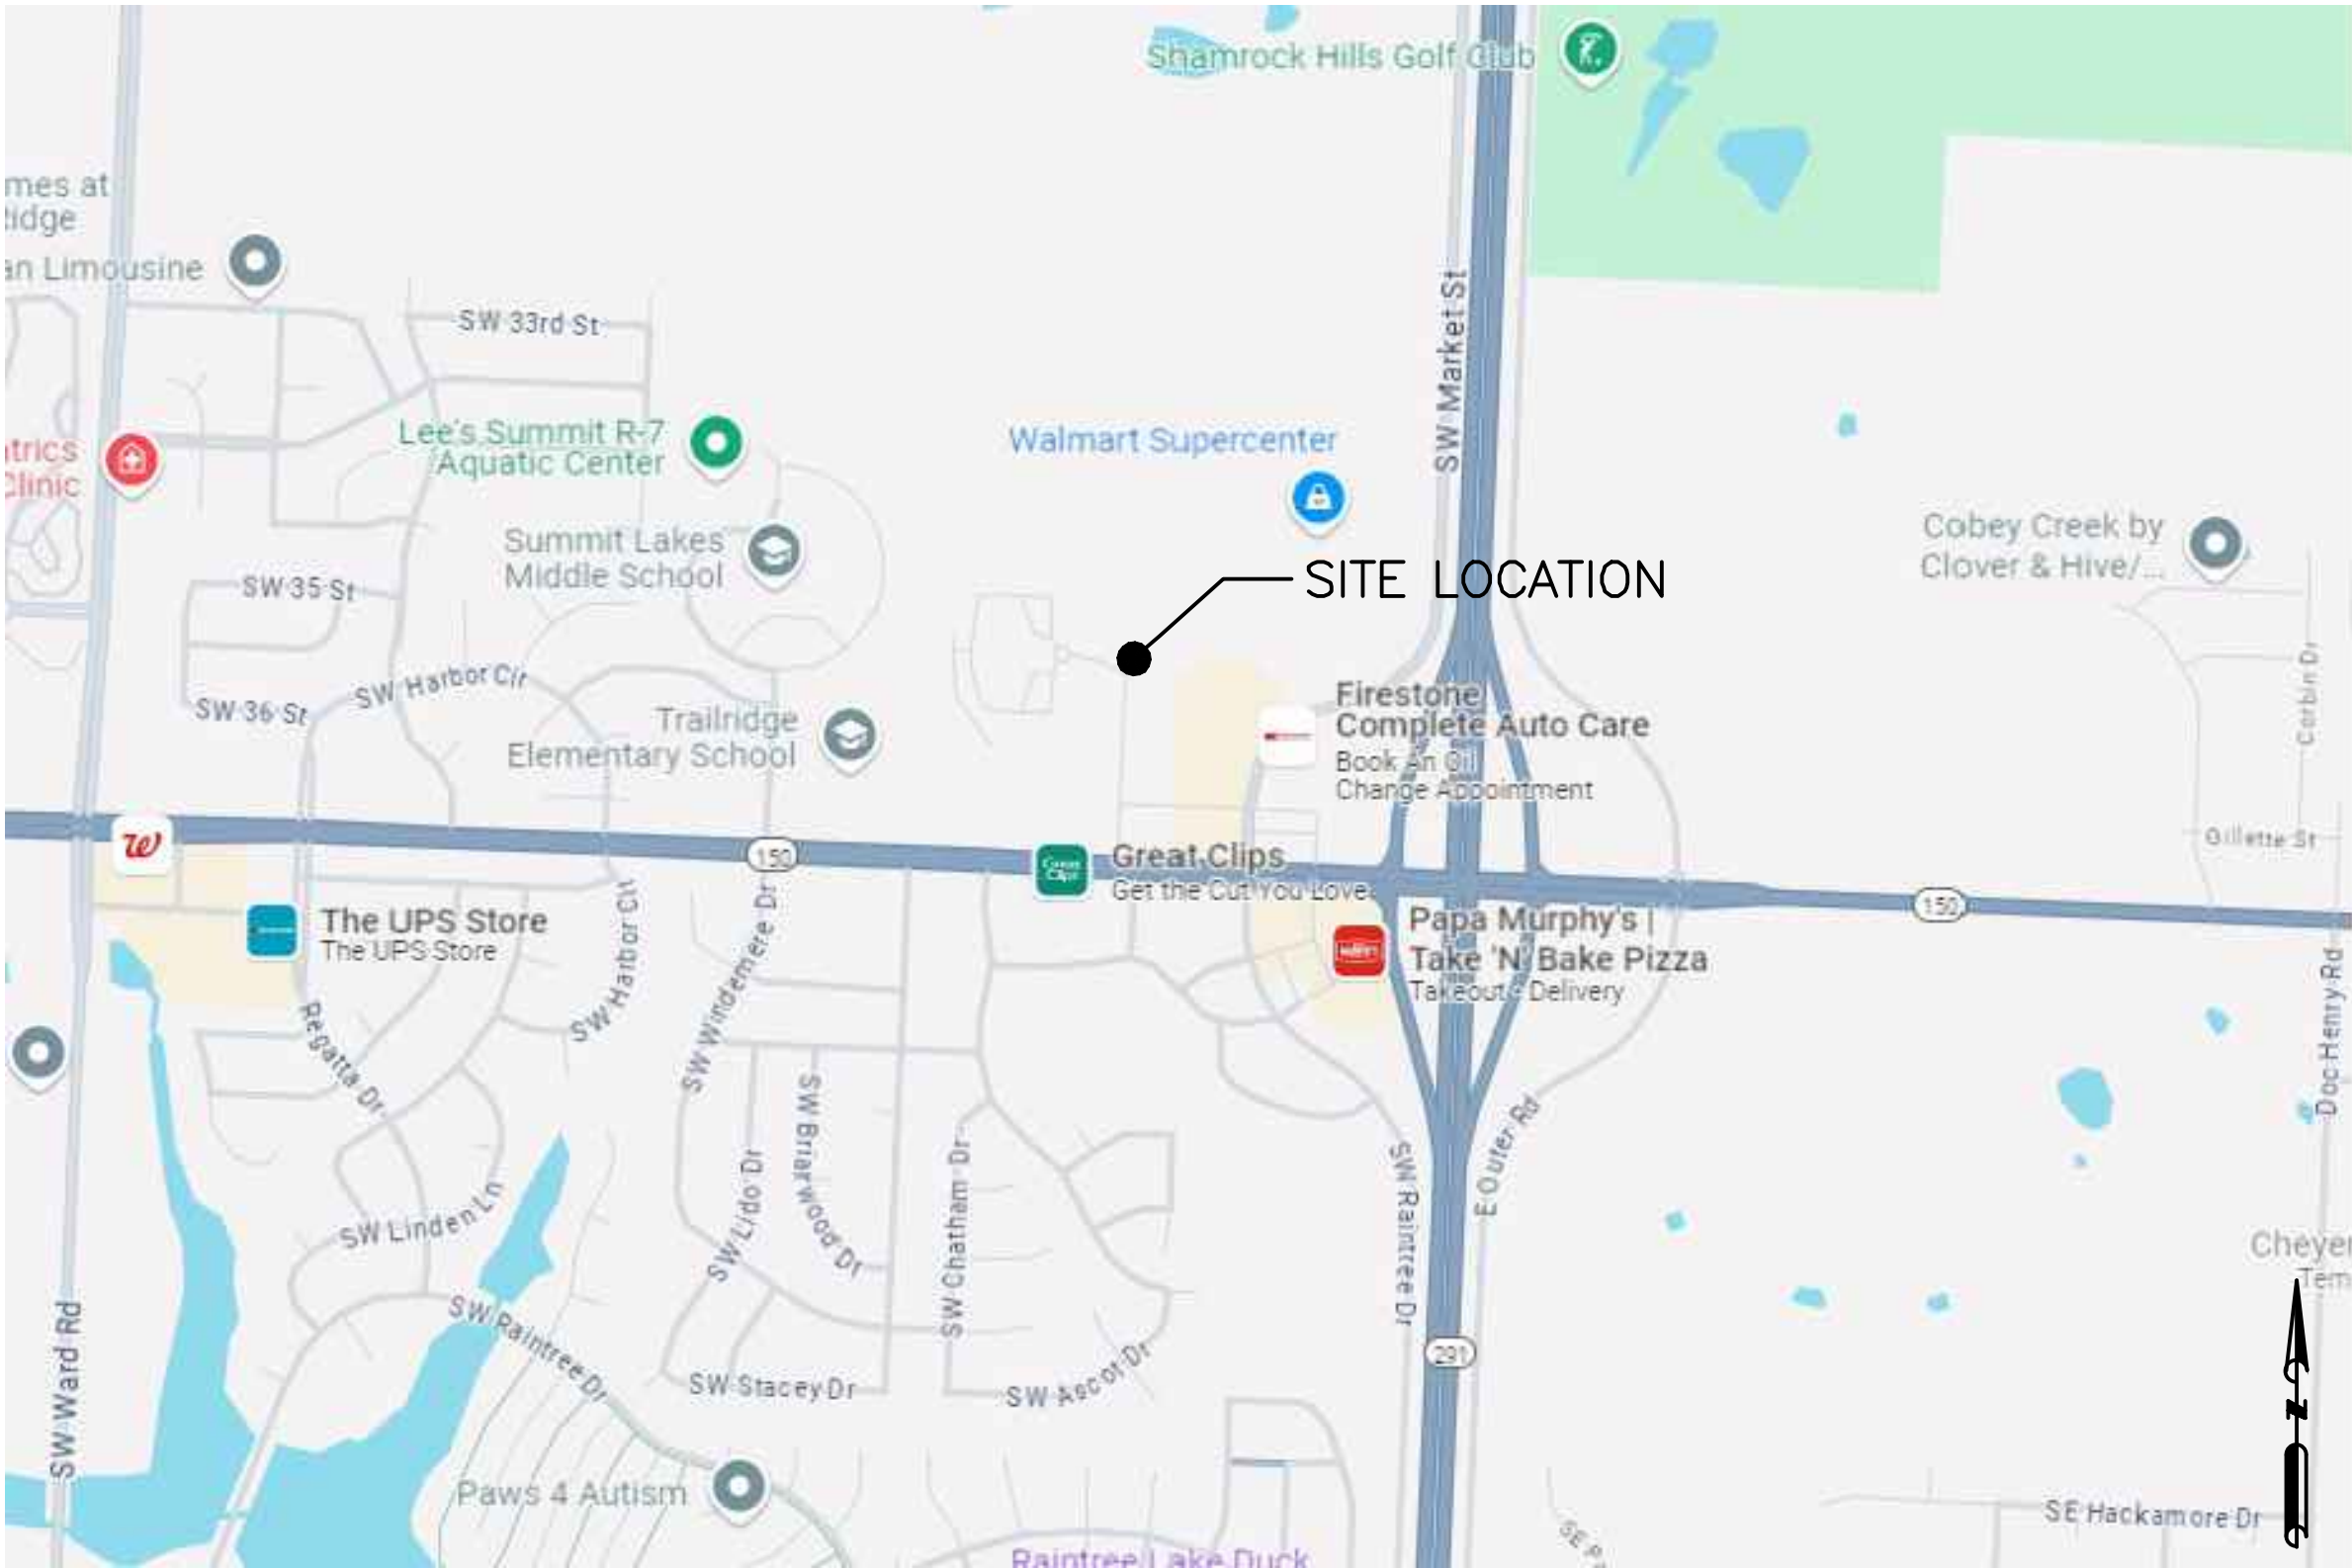 Shamrock Hills Golf Club
mes at
idge
an Limousine
SW 33rd St
SW Market St
Lee's Summit R-7
Aquatic Center
Walmart Supercenter
trics
Clinic
Summit Lakes
Middle School
Cobey Creek by
Clover & Hive/...
SW 35 St
SITE LOCATION
SW Harbor Cir
SW 36 St
Corbin Dr
Trailridge
Elementary School
Firestone
Complete Auto Care
Book An Oil
Change Appointment
W
150
Great Clips
Get the Cut You Love
Gillette St
150
The UPS Store
The UPS Store
SW Harbor Ct
SW Windemere Dr
Papa Murphy's |
Take 'N' Bake Pizza
Takeout - Delivery
Doc Henry Rd
Regatta Dr
SW Lido Dr
SW Briarwood Dr
SW Chatham Dr
SW Raintree Dr
E Outer Rd
SW Linden Ln
Cheyen
Tem
SW Ward Rd
SW Raintree Dr
291
SW Stacey Dr
SW Ascot Dr
N
Paws 4 Autism
SE Hackamore Dr
Raintree Lake Duck